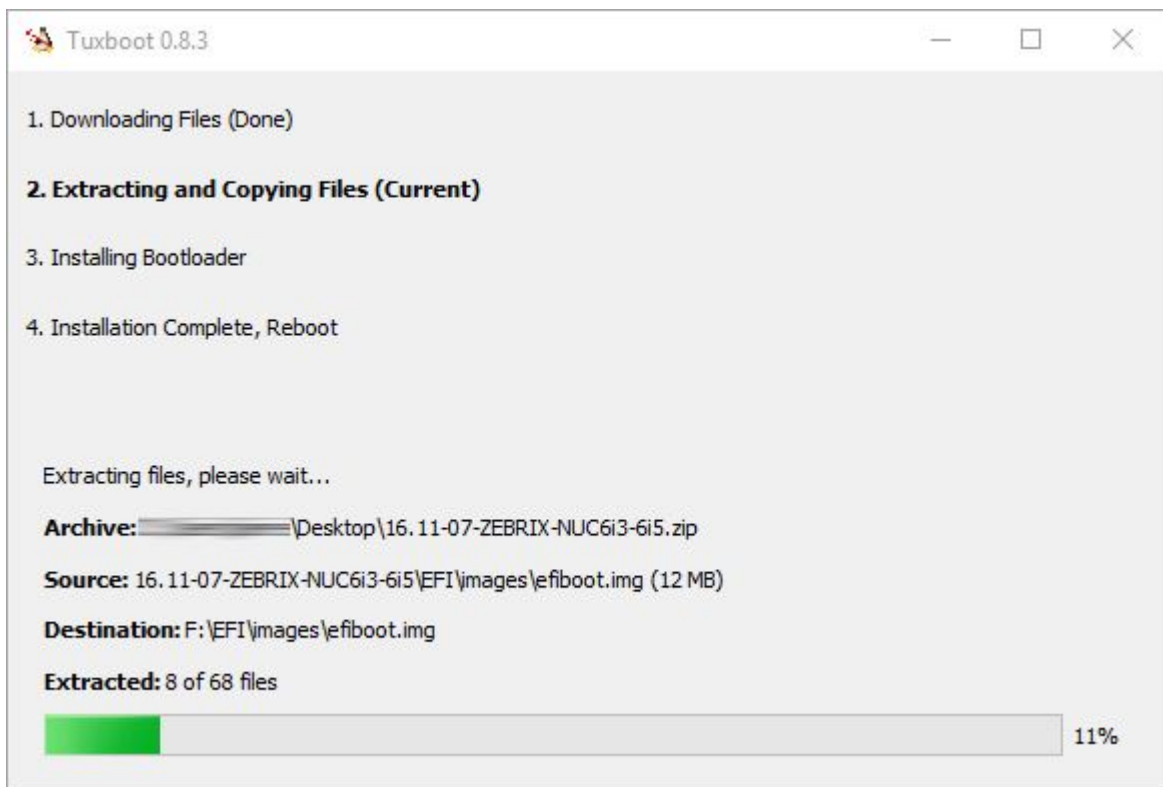 Tuxboot 0.8.3
1. Downloading Files (Done)
2. Extracting and Copying Files (Current)
3. Installing Bootloader
4. Installation Complete, Reboot
Extracting files, please wait...
Archive: \Desktop\16.11-07-ZEBRIX-NUC6i3-6i5.zip
Source: 16.11-07-ZEBRIX-NUC6i3-6i5\EFI\images\efiboot.img (12 MB)
Destination: F:\EFI\images\efiboot.img
Extracted: 8 of 68 files
11%